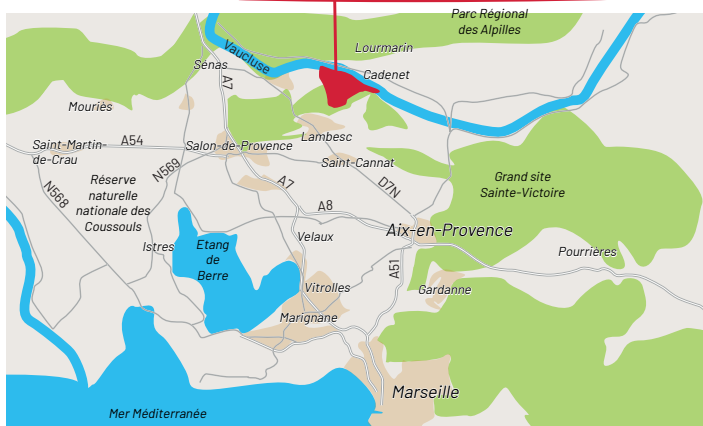 Parc Régional
des Alpilles
Lourmarin
Vaucluse
Sénas
Cadenet
A7
Mouriès
Lambesc
A54
Saint-Martin-
de-Crau
Salon-de-Provence
N569
Saint-Cannat
Réserve
naturelle
nationale des
Coussouls
A7
D7N
Grand site
Sainte-Victoire
N568
A8
Istres
Etang
de
Berre
Velaux
Aix-en-Provence
Pourrières
A51
Vitrolles
Gardanne
Marignane
Marseille
Mer Méditerranée